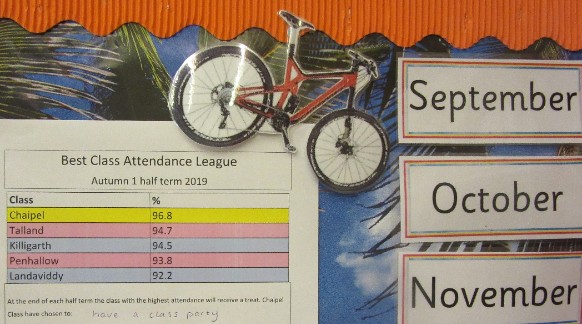 Best Class Attendance League
Autumn 1 half term 2019
Class %
Chaipel 96.8
Talland 94.7
Killigarth 94.5
Penhallow 93.8
Landaviddy 92.2
At the end of each half term the class with the highest attendance will receive a treat. Chaipel
Class have chosen to: have a class party
September
October
November